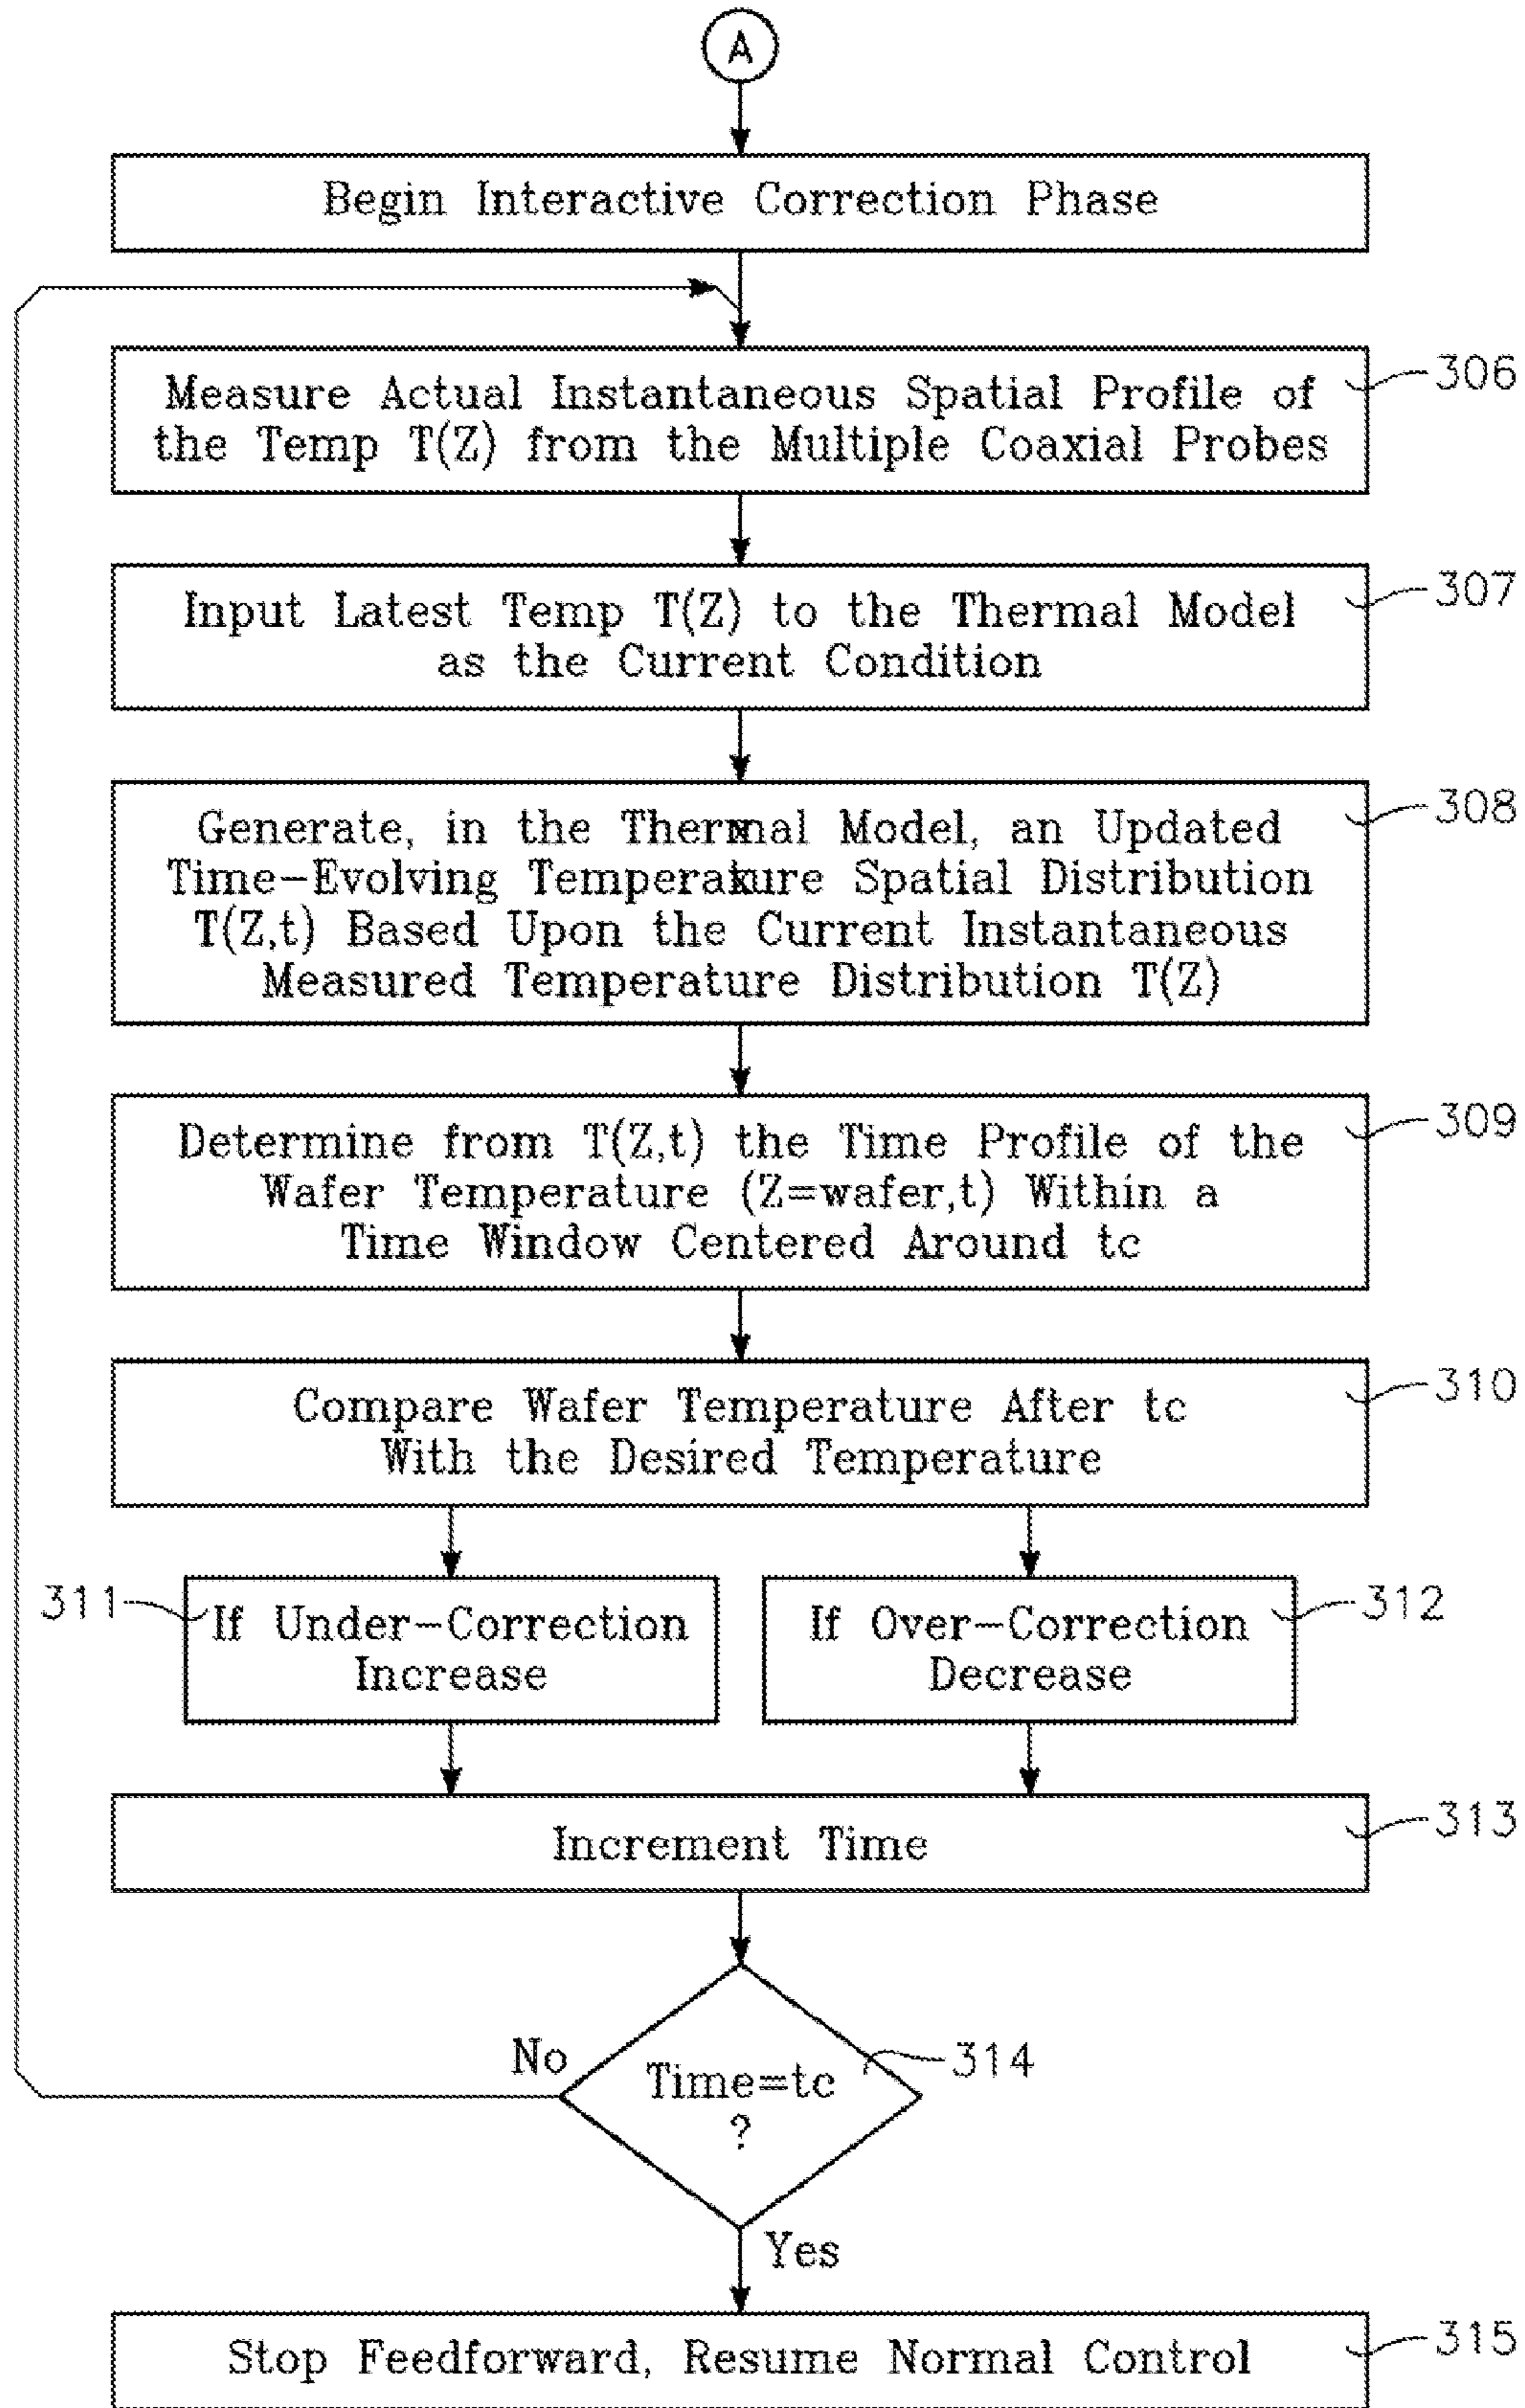 A
Begin Interactive Correction Phase
Measure Actual Instantaneous Spatial Profile of
the Temp T(Z) from the Multiple Coaxial Probes
306
Input Latest Temp T(Z) to the Thermal Model
as the Current Condition
307
Generate, in the Thermal Model, an Updated
Time-Evolving Temperature Spatial Distribution
T(Z,t) Based Upon the Current Instantaneous
Measured Temperature Distribution T(Z)
308
Determine from T(Z,t) the Time Profile of the
Wafer Temperature (Z=wafer,t) Within a
Time Window Centered Around tc
309
Compare Wafer Temperature After tc
With the Desired Temperature
310
311
If Under-Correction
Increase
If Over-Correction
Decrease
312
Increment Time
313
No
Time=tc
?
314
Yes
Stop Feedforward, Resume Normal Control
315